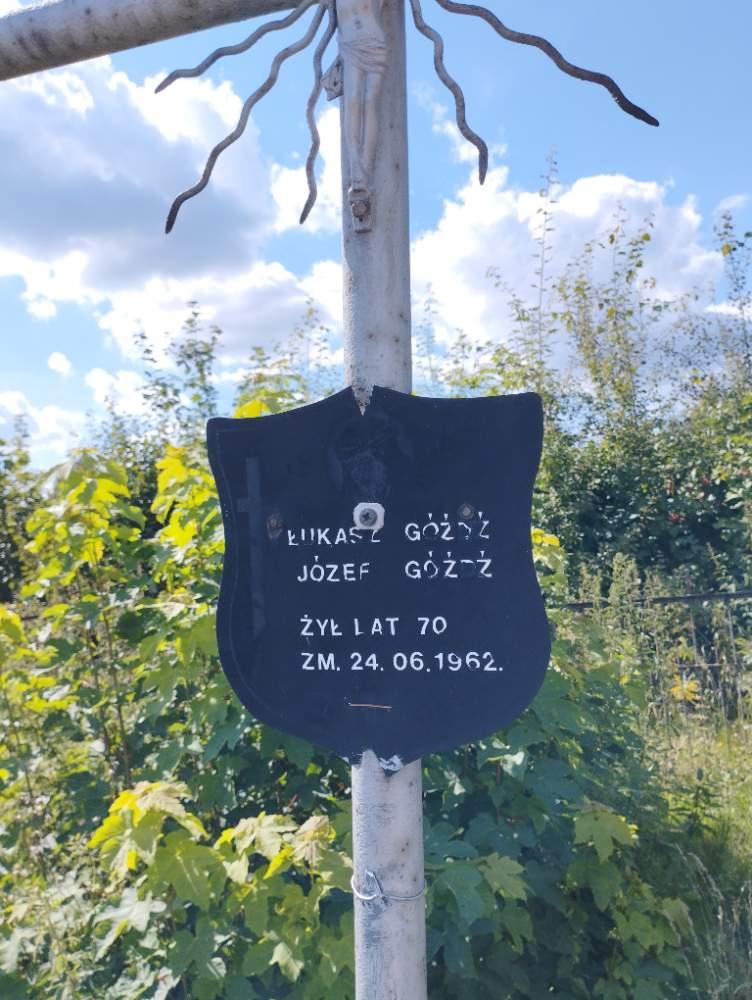 ŁUKASZ GÓŹDŹ
JÓZEF GÓŹDŹ
ŻYŁ LAT 70
ZM. 24.06.1962.